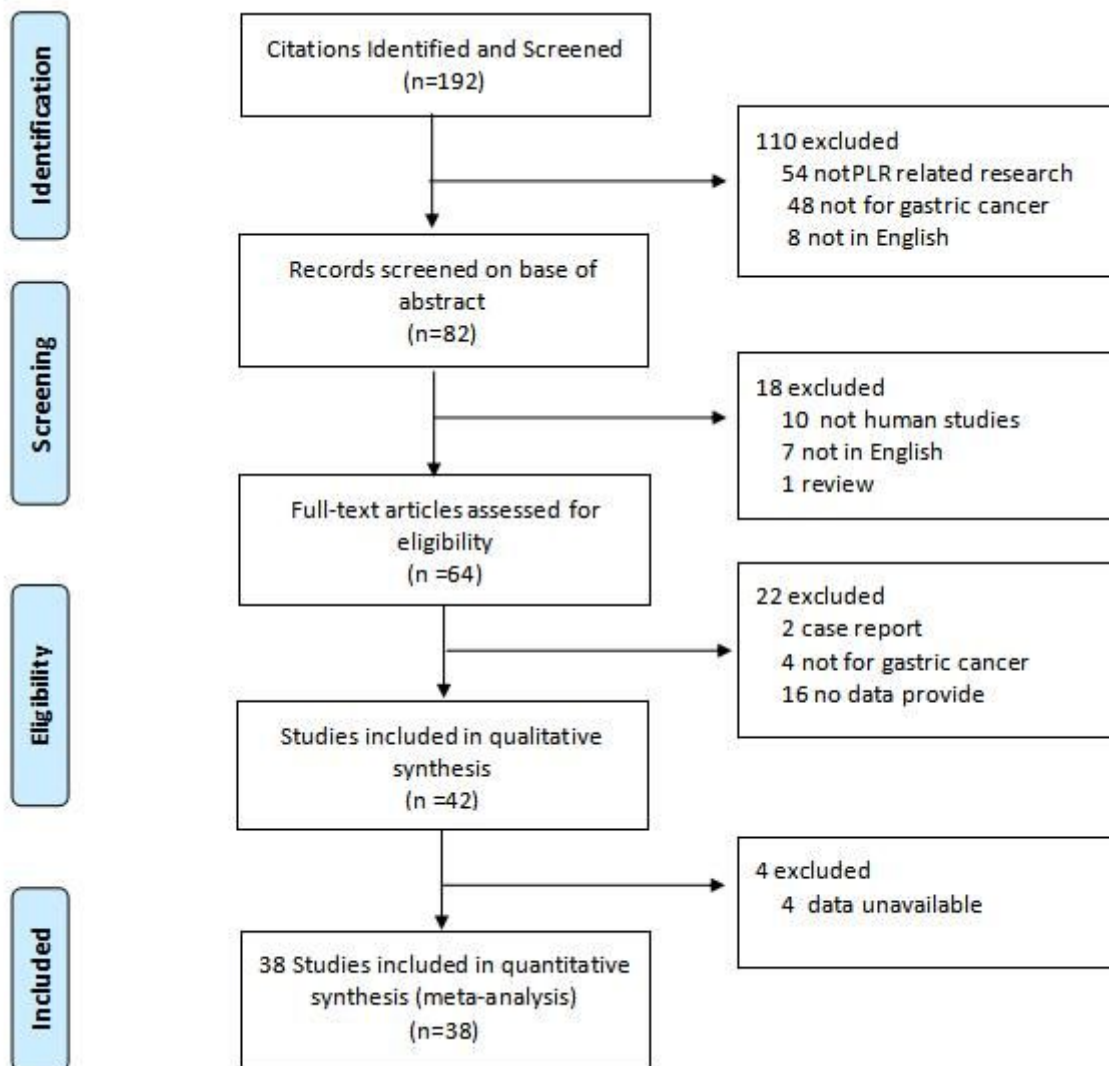 Identification
Citations Identified and Screened
(n=192)
110 excluded
54 notPLR related research
48 not for gastric cancer
8 not in English
Screening
Records screened on base of
abstract
(n=82)
18 excluded
10 not human studies
7 not in English
1 review
Full-text articles assessed for
eligibility
(n =64)
Eligibility
22 excluded
2 case report
4 not for gastric cancer
16 no data provide
Studies included in qualitative
synthesis
(n =42)
4 excluded
4 data unavailable
Included
38 Studies included in quantitative
synthesis (meta-analysis)
(n=38)